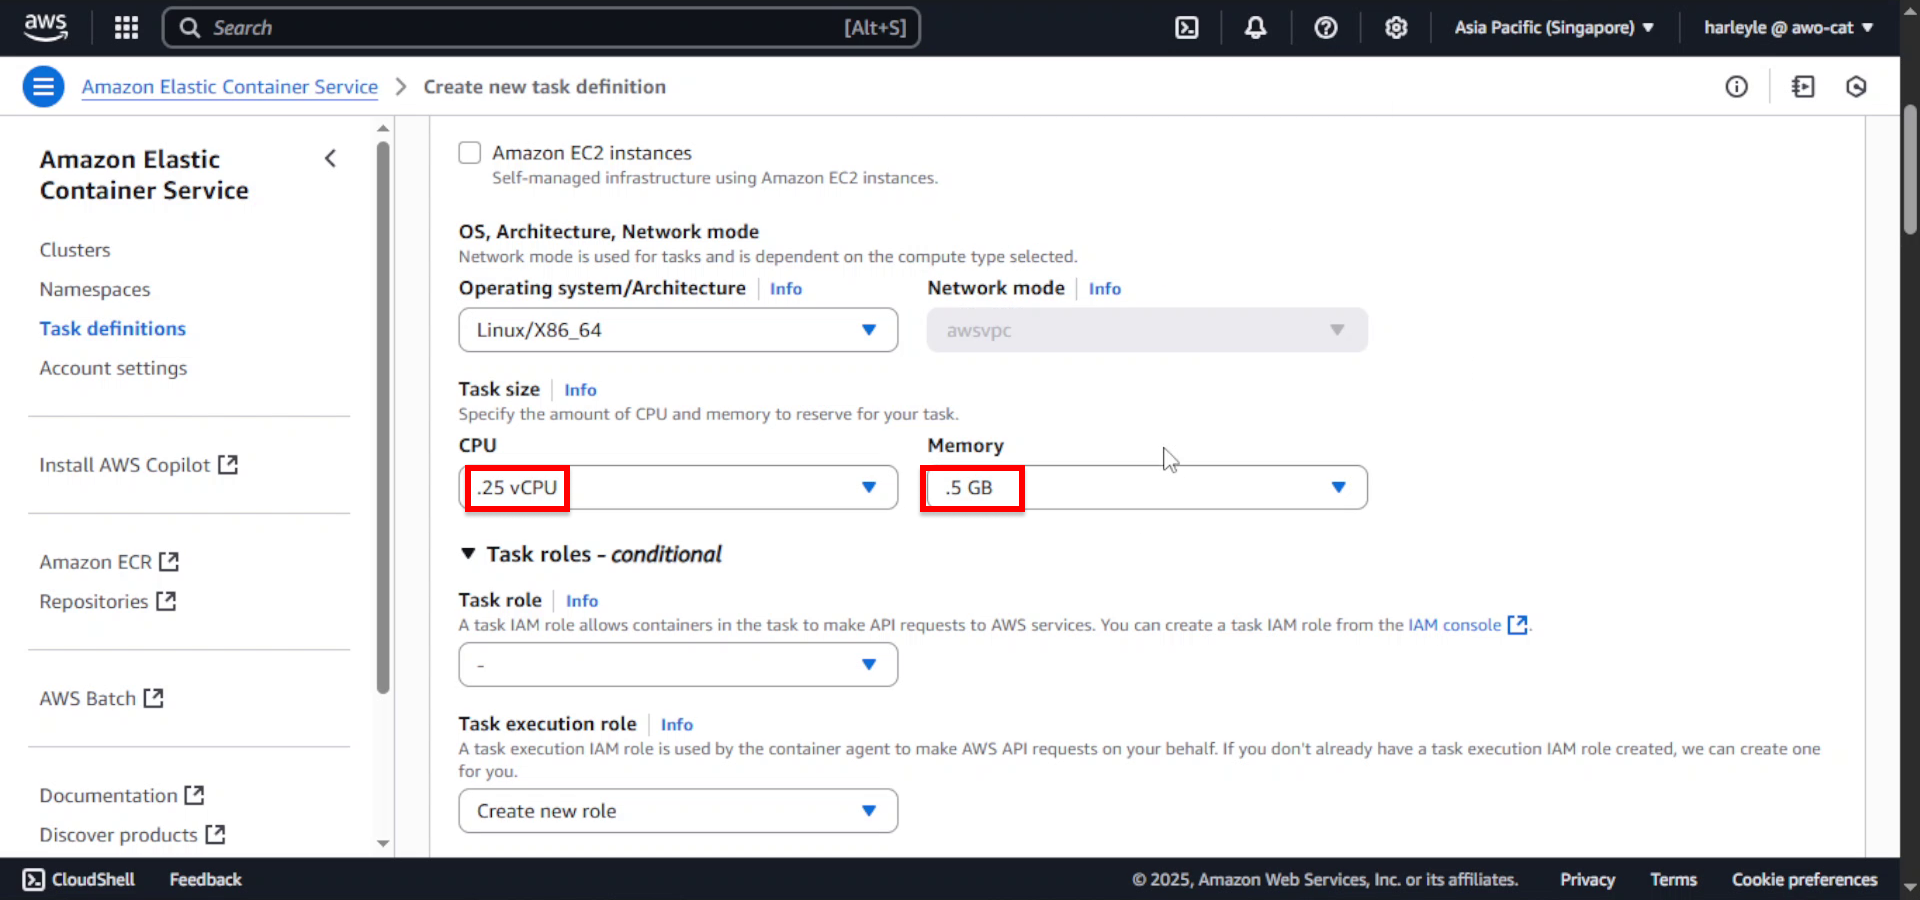 aws
Search
[Alt+S]
Asia Pacific (Singapore)
harleyle @ awo-cat
Amazon Elastic Container Service
Create new task definition
Amazon Elastic
Container Service
Clusters
Namespaces
Task definitions
Account settings
Install AWS Copilot
Amazon ECR
Repositories
AWS Batch
Documentation
Discover products
Amazon EC2 instances
Self-managed infrastructure using Amazon EC2 instances.
OS, Architecture, Network mode
Network mode is used for tasks and is dependent on the compute type selected.
Operating system/Architecture Info
Network mode Info
Linux/X86_64
awsvpc
Task size Info
Specify the amount of CPU and memory to reserve for your task.
CPU
Memory
.25 vCPU
.5 GB
Task roles - conditional
Task role Info
A task IAM role allows containers in the task to make API requests to AWS services. You can create a task IAM role from the IAM console.
-
Task execution role Info
A task execution IAM role is used by the container agent to make AWS API requests on your behalf. If you don't already have a task execution IAM role created, we can create one
for you.
Create new role
CloudShell
Feedback
© 2025, Amazon Web Services, Inc. or its affiliates.
Privacy
Terms
Cookie preferences